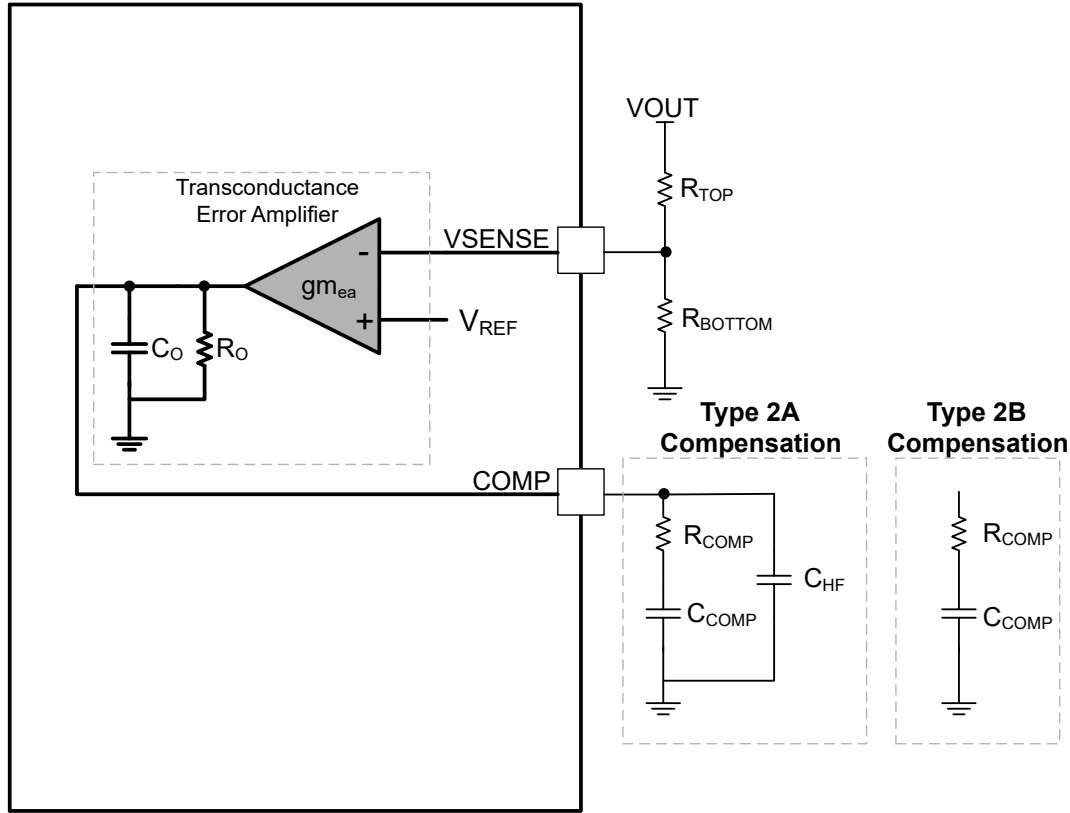 VOUT
R_TOP
Transconductance
Error Amplifier
VSENSE
-
gm_ea
+
V_REF
C_O
R_O
R_BOTTOM
Type 2A
Compensation
Type 2B
Compensation
COMP
R_COMP
C_HF
C_COMP
R_COMP
C_COMP